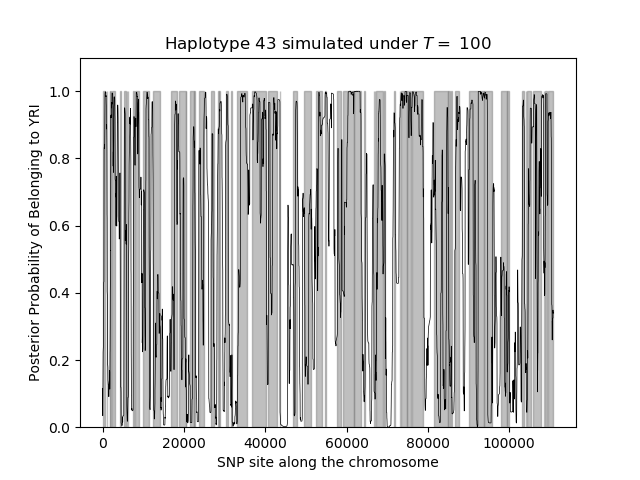 Haplotype 43 simulated under T = 100
Posterior Probability of Belonging to YRI
1.0
0.8
0.6
0.4
0.2
0.0
0 20000 40000 60000 80000 100000
SNP site along the chromosome